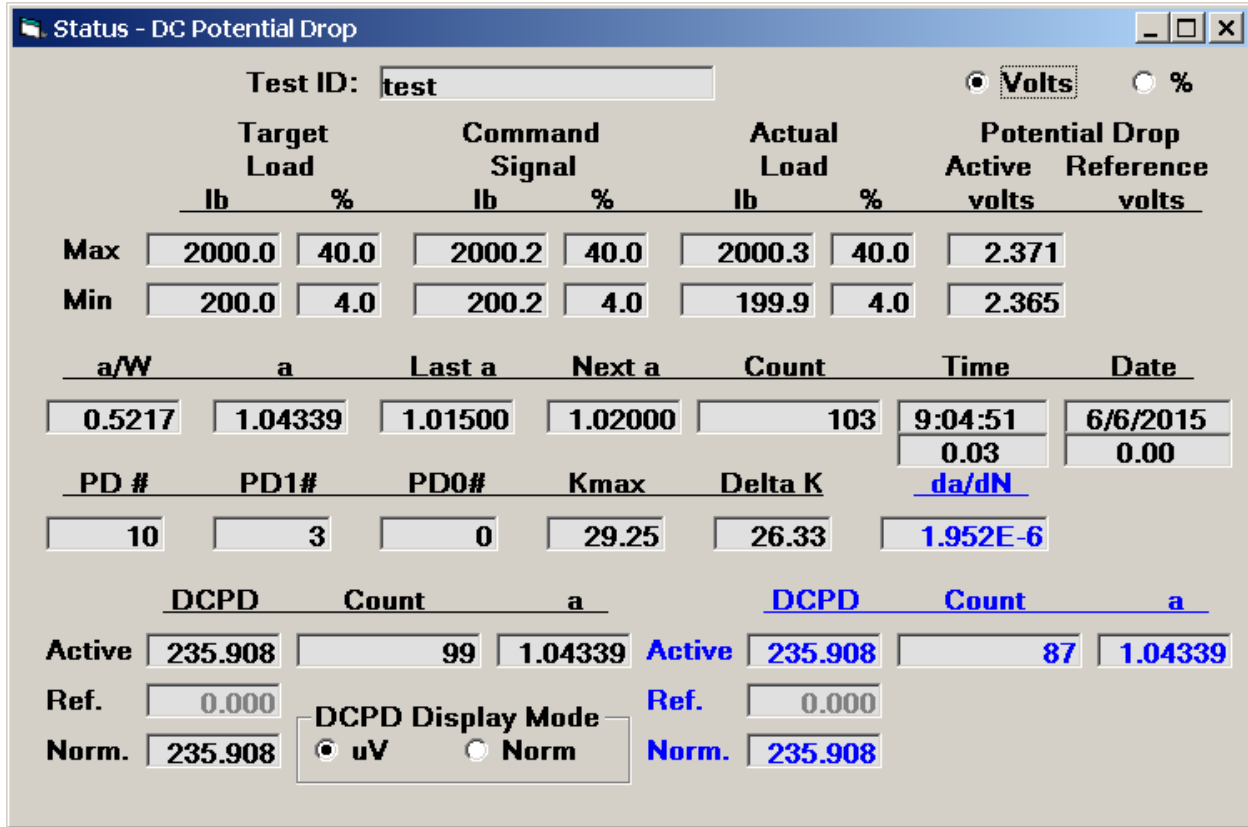 Status - DC Potential Drop
Test ID: test Volts %
Target Command Actual Potential Drop
Load Signal Load Active Reference
lb % lb % lb % volts volts
Max 2000.0 40.0 2000.2 40.0 2000.3 40.0 2.371
Min 200.0 4.0 200.2 4.0 199.9 4.0 2.365
a/W a Last a Next a Count Time Date
0.5217 1.04339 1.01500 1.02000 103 9:04:51 6/6/2015
0.03 0.00
PD # PD1# PD0# Kmax Delta K da/dN
10 3 0 29.25 26.33 1.952E-6
DCPD Count a DCPD Count a
Active 235.908 99 1.04339 Active 235.908 87 1.04339
Ref. 0.000 Ref. 0.000
DCPD Display Mode
Norm. 235.908 uV Norm Norm. 235.908